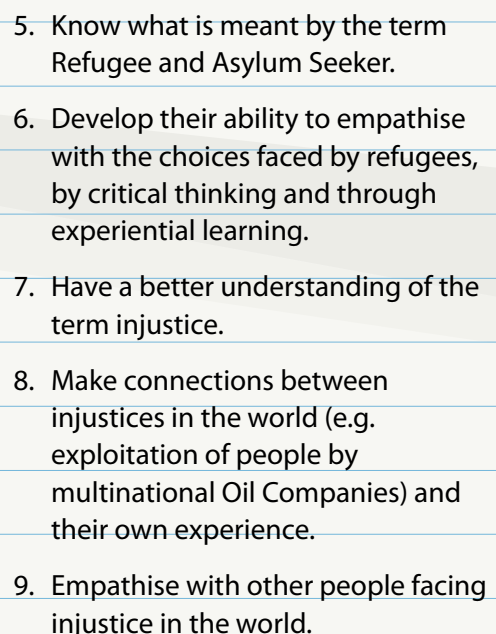 5. Know what is meant by the term
Refugee and Asylum Seeker.
6. Develop their ability to empathise
with the choices faced by refugees,
by critical thinking and through
experiential learning.
7. Have a better understanding of the
term injustice.
8. Make connections between
injustices in the world (e.g.
exploitation of people by
multinational Oil Companies) and
their own experience.
9. Empathise with other people facing
injustice in the world.